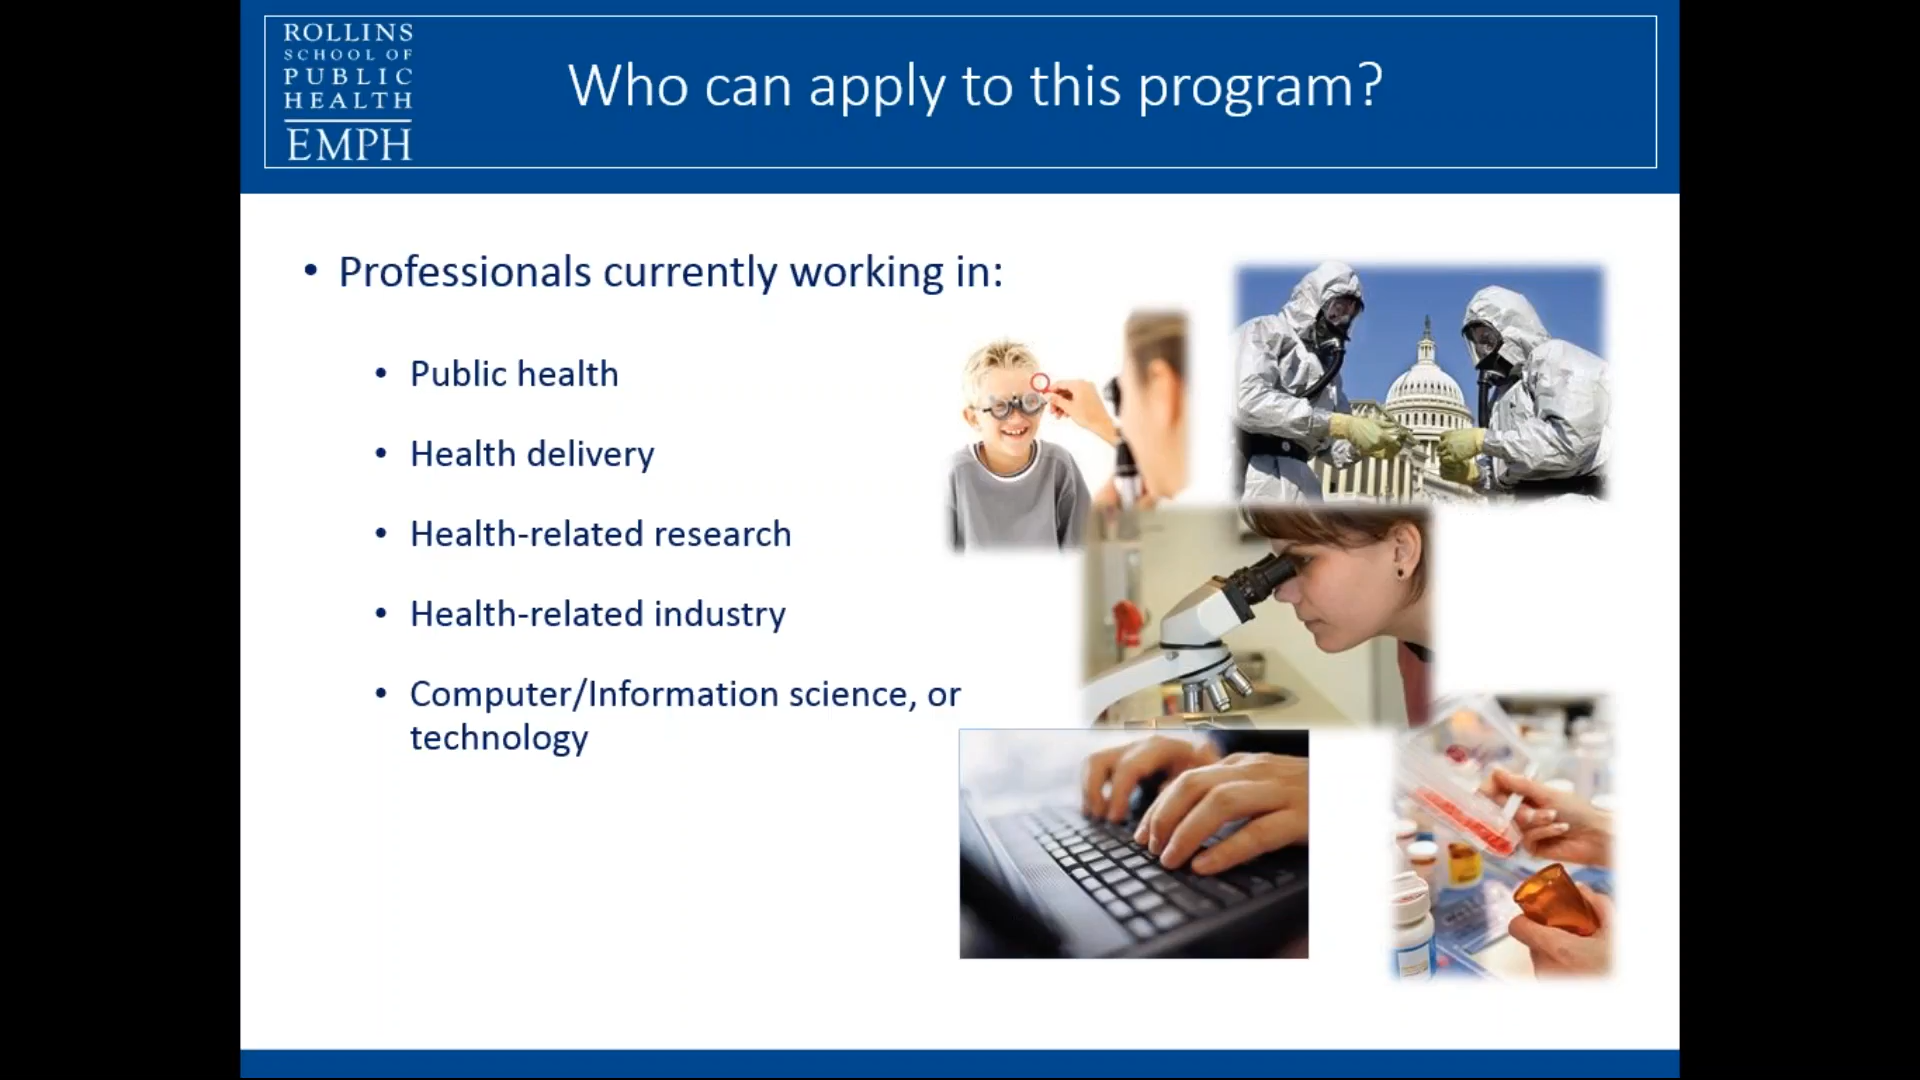 ROLLINS
SCHOOL OF
PUBLIC
HEALTH
EMPH
Who can apply to this program?
• Professionals currently working in:
• Public health
• Health delivery
• Health-related research
• Health-related industry
• Computer/Information science, or
technology